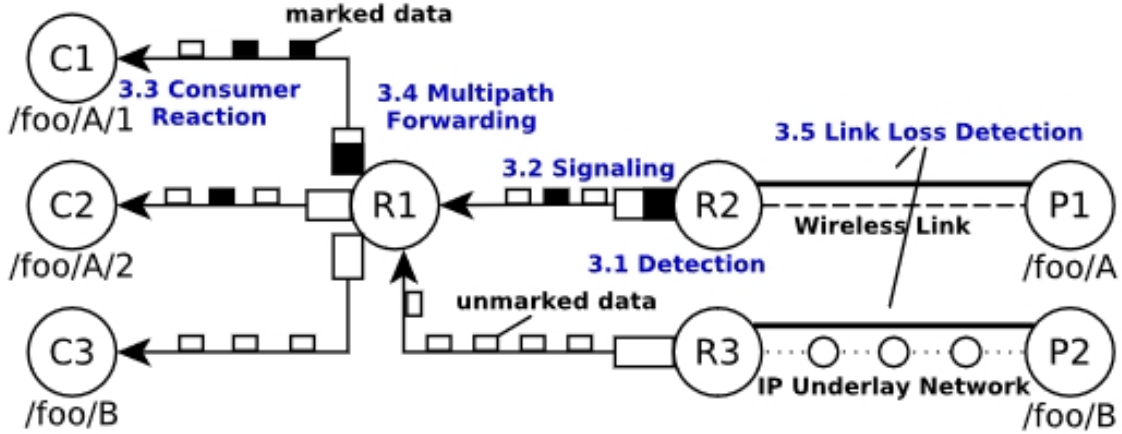 marked data
C1
3.3 Consumer
Reaction
/foo/A/1
3.4 Multipath
Forwarding
3.5 Link Loss Detection
3.2 Signaling
C2
R1
R2
P1
Wireless Link
/foo/A/2
3.1 Detection
/foo/A
unmarked data
C3
R3
P2
IP Underlay Network
/foo/B
/foo/B